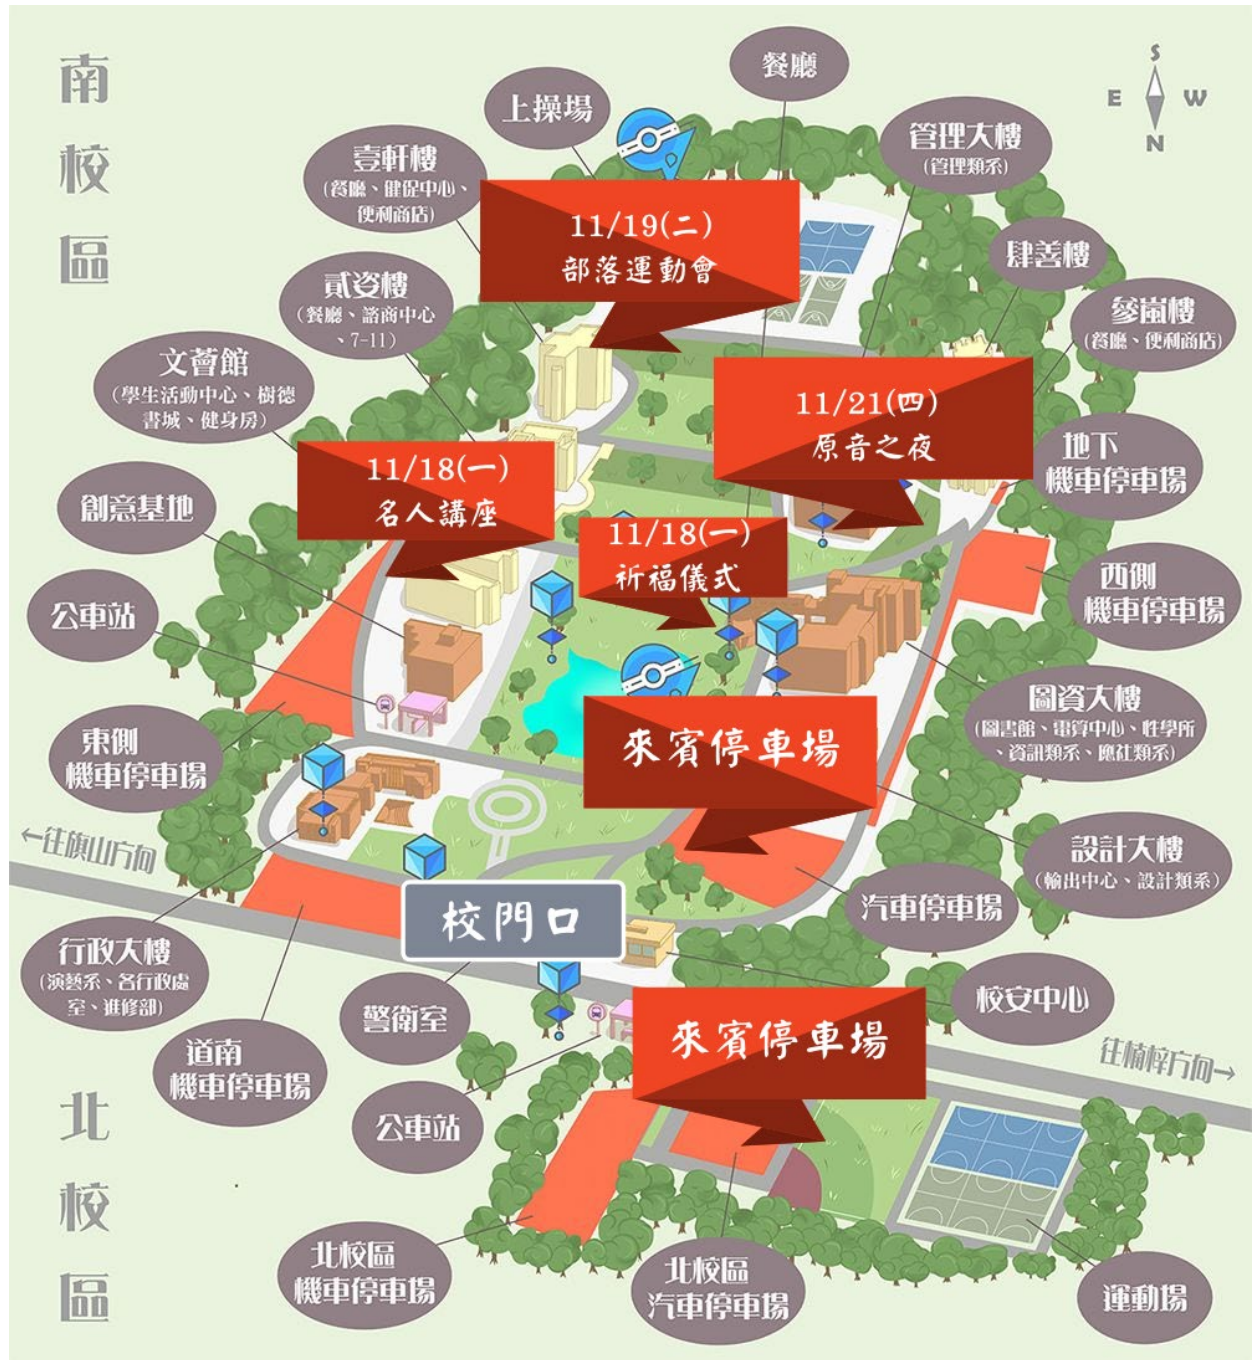 南校區
S
E W
N
餐廳
上操場
管理大樓
(管理類系)
壹軒樓
(餐廳、健促中心、
便利商店)
11/19(二)
部落運動會
肆善樓
貳姿樓
(餐廳、諮商中心
、7-11)
參嵐樓
(餐廳、便利商店)
文薈館
(學生活動中心、樹德
書城、健身房)
11/21(四)
原音之夜
11/18(一)
名人講座
地下
機車停車場
創意基地
11/18(一)
祈福儀式
西側
機車停車場
公車站
圖資大樓
(圖書館、電算中心、性學所
、資訊類系、應社類系)
東側
機車停車場
來賓停車場
←往旗山方向
設計大樓
(輸出中心、設計類系)
汽車停車場
校門口
行政大樓
(演藝系、各行政處
室、進修部)
警衛室
校安中心
道南
機車停車場
來賓停車場
往楠梓方向→
公車站
北校區
北校區
機車停車場
北校區
汽車停車場
運動場